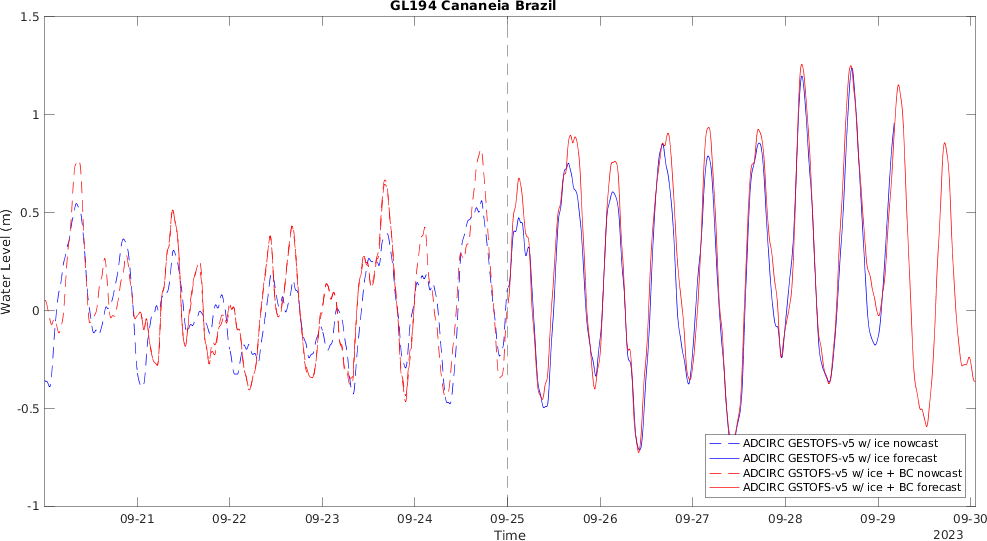 GL194 Cananeia Brazil
1.5
1
0.5
0
-0.5
-1
Water Level (m)
ADCIRC GESTOFS-v5 w/ ice nowcast
ADCIRC GESTOFS-v5 w/ ice forecast
ADCIRC GSTOFS-v5 w/ ice + BC nowcast
ADCIRC GSTOFS-v5 w/ ice + BC forecast
09-21 09-22 09-23 09-24 09-25 09-26 09-27 09-28 09-29 09-30
Time
2023